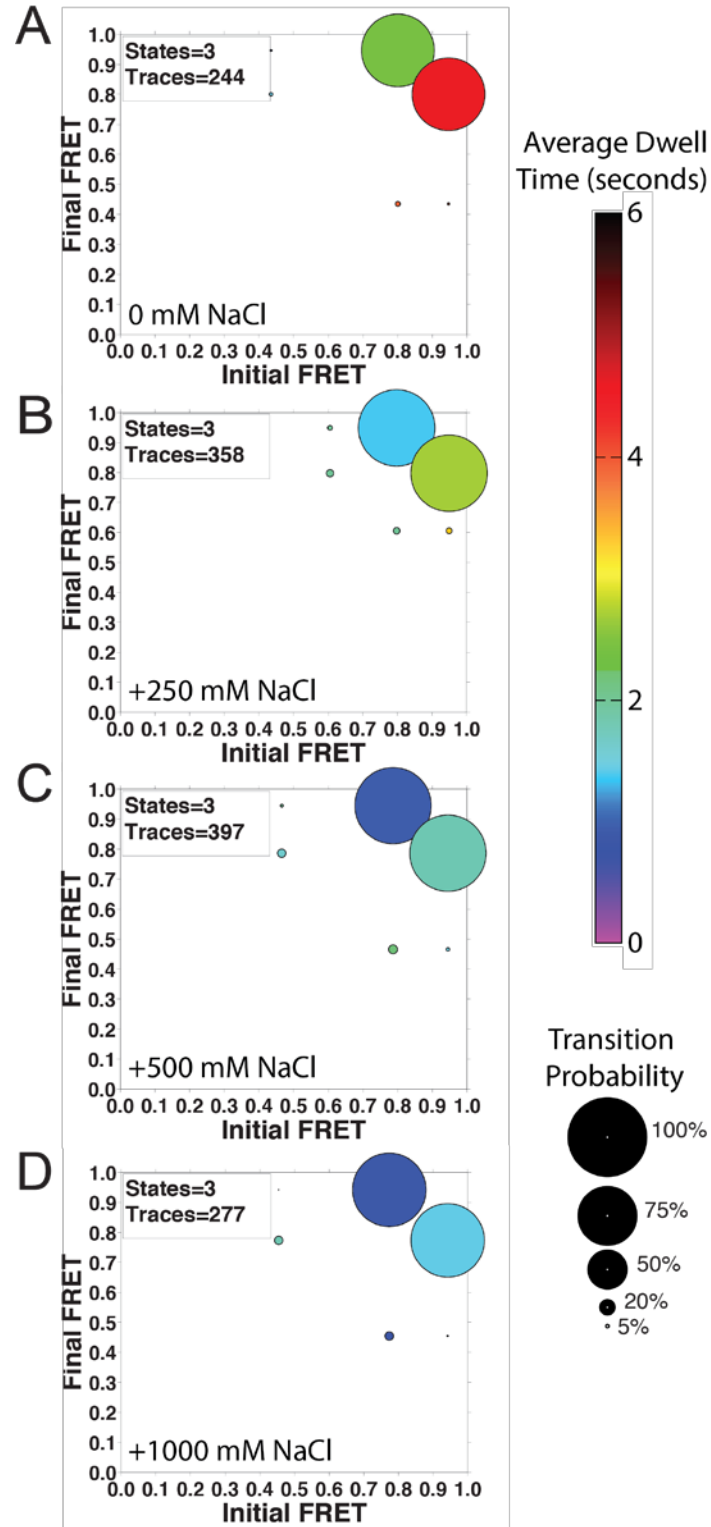 A
States=3
Traces=244
1.0
0.9
0.8
0.7
0.6
0.5
0.4
0.3
0.2
0.1
0.0
Final FRET
0 mM NaCl
0.0 0.1 0.2 0.3 0.4 0.5 0.6 0.7 0.8 0.9 1.0
Initial FRET
B
States=3
Traces=358
1.0
0.9
0.8
0.7
0.6
0.5
0.4
0.3
0.2
0.1
0.0
Final FRET
+250 mM NaCl
0.0 0.1 0.2 0.3 0.4 0.5 0.6 0.7 0.8 0.9 1.0
Initial FRET
C
States=3
Traces=397
1.0
0.9
0.8
0.7
0.6
0.5
0.4
0.3
0.2
0.1
0.0
Final FRET
+500 mM NaCl
0.0 0.1 0.2 0.3 0.4 0.5 0.6 0.7 0.8 0.9 1.0
Initial FRET
D
States=3
Traces=277
1.0
0.9
0.8
0.7
0.6
0.5
0.4
0.3
0.2
0.1
0.0
Final FRET
+1000 mM NaCl
0.0 0.1 0.2 0.3 0.4 0.5 0.6 0.7 0.8 0.9 1.0
Initial FRET
Average Dwell
Time (seconds)
6
4
2
0
Transition
Probability
100%
75%
50%
20%
5%